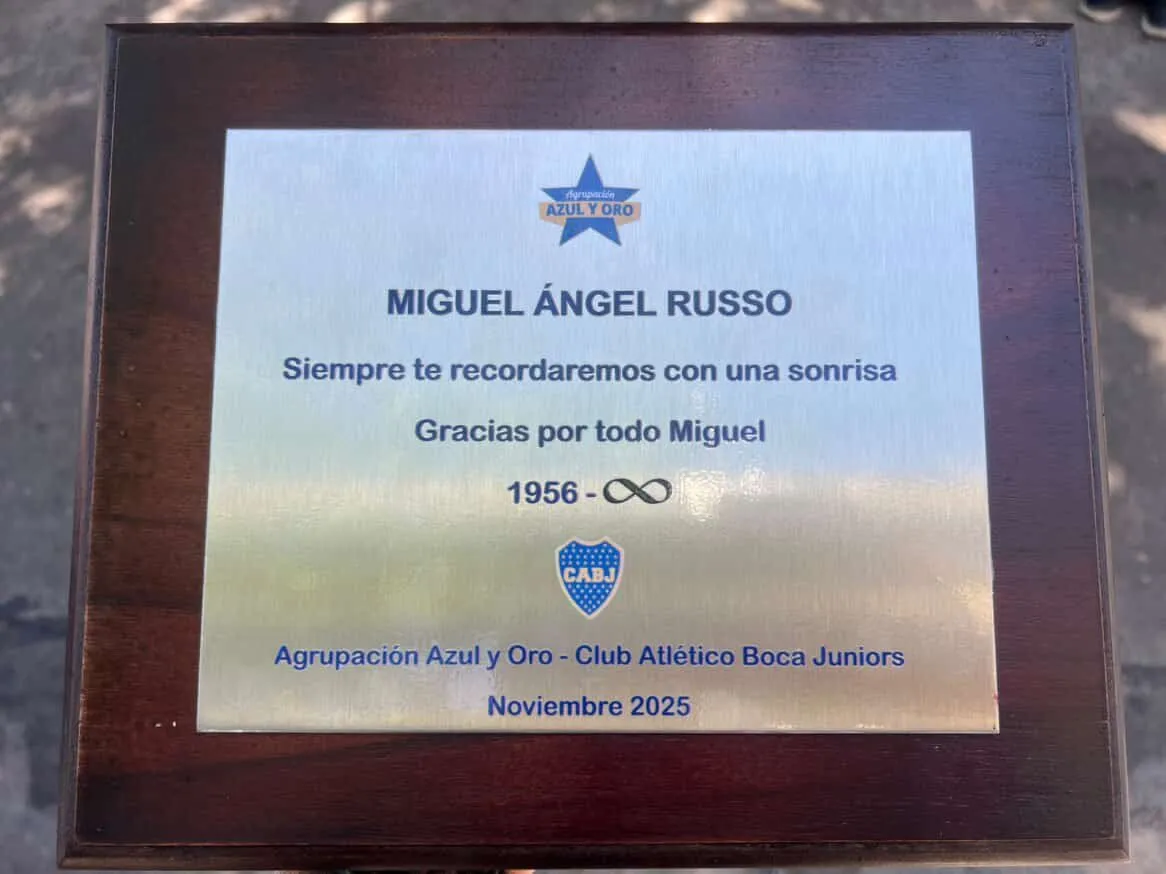 Agrupación
AZUL Y ORO
MIGUEL ÁNGEL RUSSO
Siempre te recordaremos con una sonrisa
Gracias por todo Miguel
1956 - ∞
CABJ
Agrupación Azul y Oro - Club Atlético Boca Juniors
Noviembre 2025